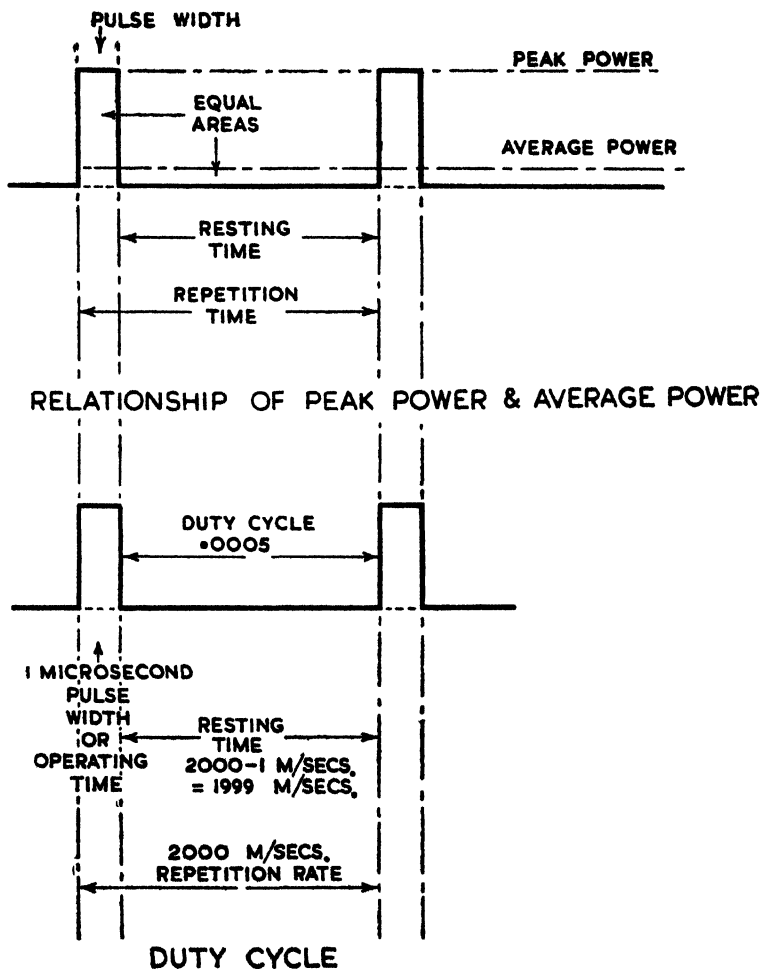 PULSE WIDTH
PEAK POWER
EQUAL
AREAS
AVERAGE POWER
RESTING
TIME
REPETITION
TIME
RELATIONSHIP OF PEAK POWER & AVERAGE POWER
DUTY CYCLE
.0005
1 MICROSECOND
PULSE
WIDTH
OR
OPERATING
TIME
RESTING
TIME
2000-1 M/SECS.
= 1999 M/SECS.
2000 M/SECS.
REPETITION RATE
DUTY CYCLE